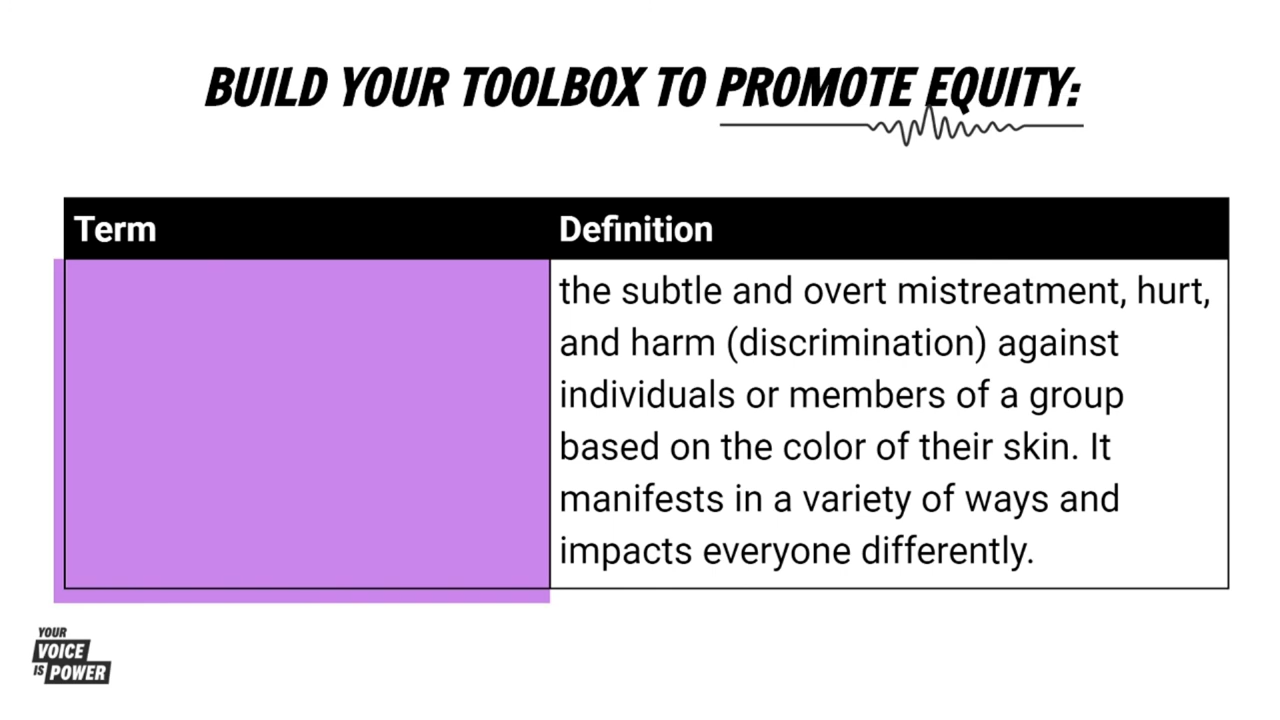 BUILD YOUR TOOLBOX TO PROMOTE EQUITY:
Term
Definition
the subtle and overt mistreatment, hurt,
and harm (discrimination) against
individuals or members of a group
based on the color of their skin. It
manifests in a variety of ways and
impacts everyone differently.
YOUR
VOICE
IS POWER